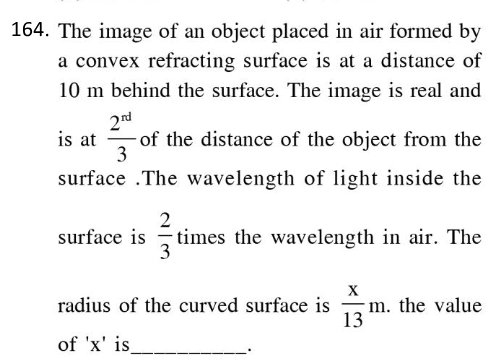 164. The image of an object placed in air formed by
a convex refracting surface is at a distance of
10 m behind the surface. The image is real and
is at 2rd/3 of the distance of the object from the
surface .The wavelength of light inside the
surface is 2/3 times the wavelength in air. The
radius of the curved surface is x/13 m. the value
of 'x' is__________.